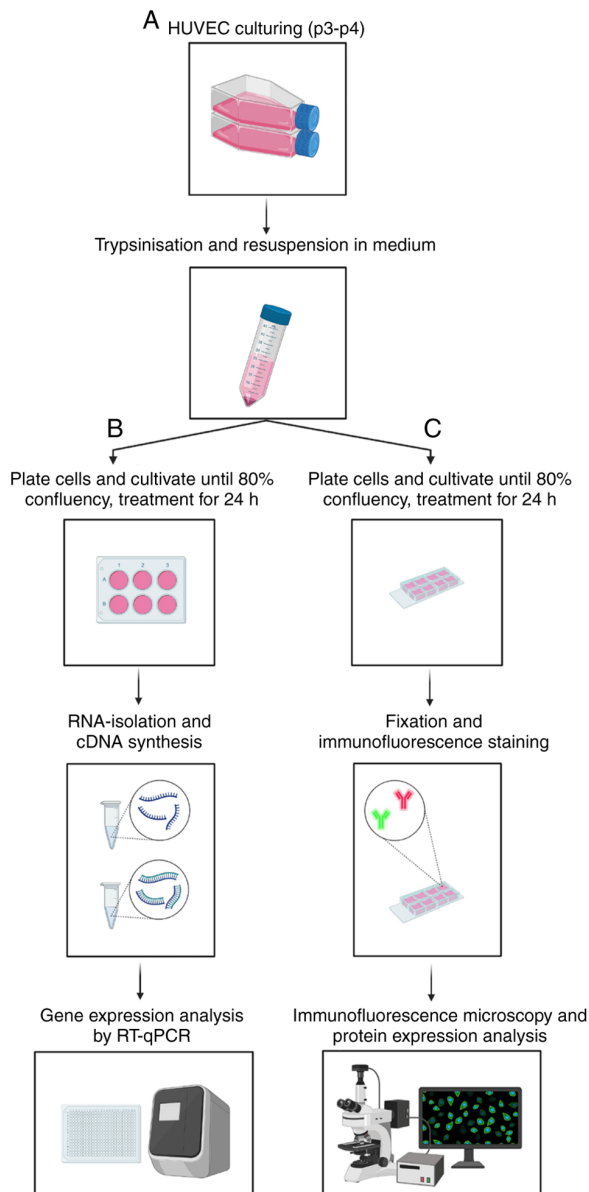 A
HUVEC culturing (p3-p4)
Trypsinisation and resuspension in medium
B
Plate cells and cultivate until 80%
confluency, treatment for 24 h
1 2 3
A
B
RNA-isolation and
cDNA synthesis
Gene expression analysis
by RT-qPCR
C
Plate cells and cultivate until 80%
confluency, treatment for 24 h
Fixation and
immunofluorescence staining
Immunofluorescence microscopy and
protein expression analysis